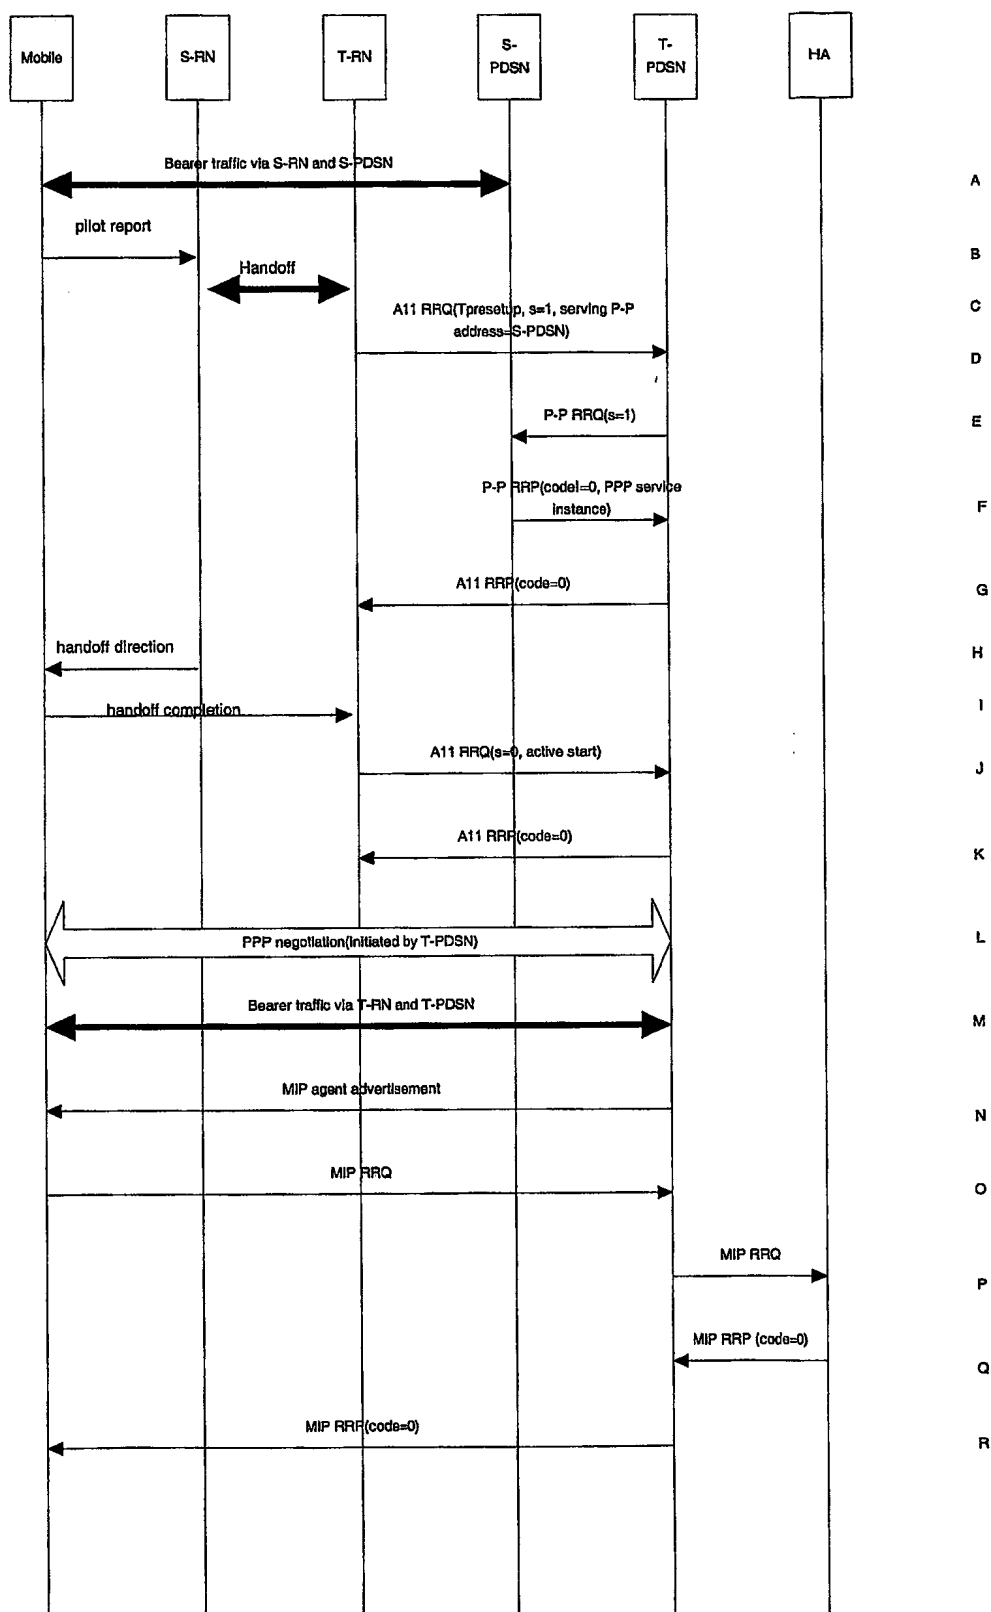 Mobile
S-RN
T-RN
S-
PDSN
T-
PDSN
HA
Bearer traffic via S-RN and S-PDSN
A
pilot report
B
Handoff
C
A11 RRQ(Tpresetup, s=1, serving P-P
address=S-PDSN)
D
P-P RRQ(s=1)
E
P-P RRP(code!=0, PPP service
instance)
F
A11 RRP(code=0)
G
handoff direction
H
handoff completion
I
A11 RRQ(s=0, active start)
J
A11 RRP(code=0)
K
PPP negotiation(initiated by T-PDSN)
L
Bearer traffic via T-RN and T-PDSN
M
MIP agent advertisement
N
MIP RRQ
O
MIP RRQ
P
MIP RRP (code=0)
Q
MIP RRP(code=0)
R